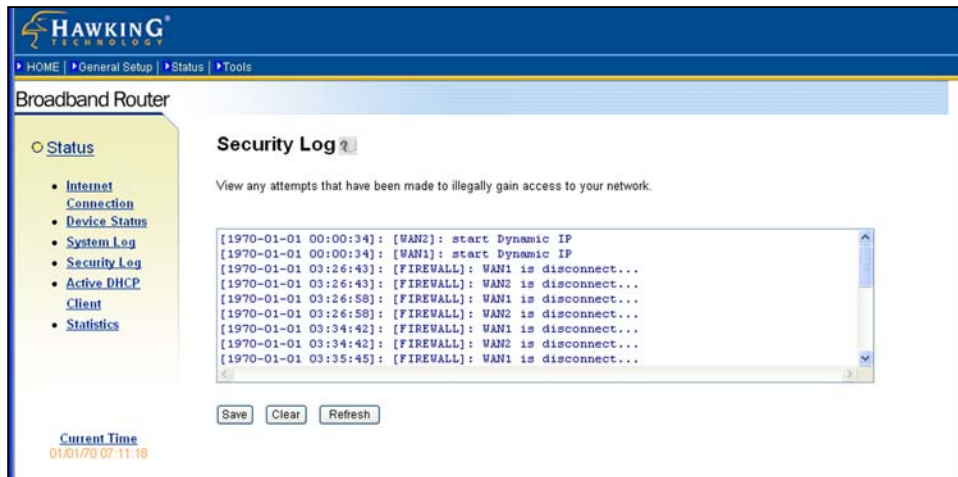 HAWKING®
TECHNOLOGY
HOME | General Setup | Status | Tools
Broadband Router
Status
Internet
Connection
Device Status
System Log
Security Log
Active DHCP
Client
Statistics
Current Time
01/01/70 07:11:18
Security Log
View any attempts that have been made to illegally gain access to your network.
[1970-01-01 00:00:34]: [WAN2]: start Dynamic IP
[1970-01-01 00:00:34]: [WAN1]: start Dynamic IP
[1970-01-01 03:26:43]: [FIREWALL]: WAN1 is disconnect...
[1970-01-01 03:26:43]: [FIREWALL]: WAN2 is disconnect...
[1970-01-01 03:26:58]: [FIREWALL]: WAN1 is disconnect...
[1970-01-01 03:26:58]: [FIREWALL]: WAN2 is disconnect...
[1970-01-01 03:34:42]: [FIREWALL]: WAN1 is disconnect...
[1970-01-01 03:34:42]: [FIREWALL]: WAN2 is disconnect...
[1970-01-01 03:35:45]: [FIREWALL]: WAN1 is disconnect...
Save Clear Refresh